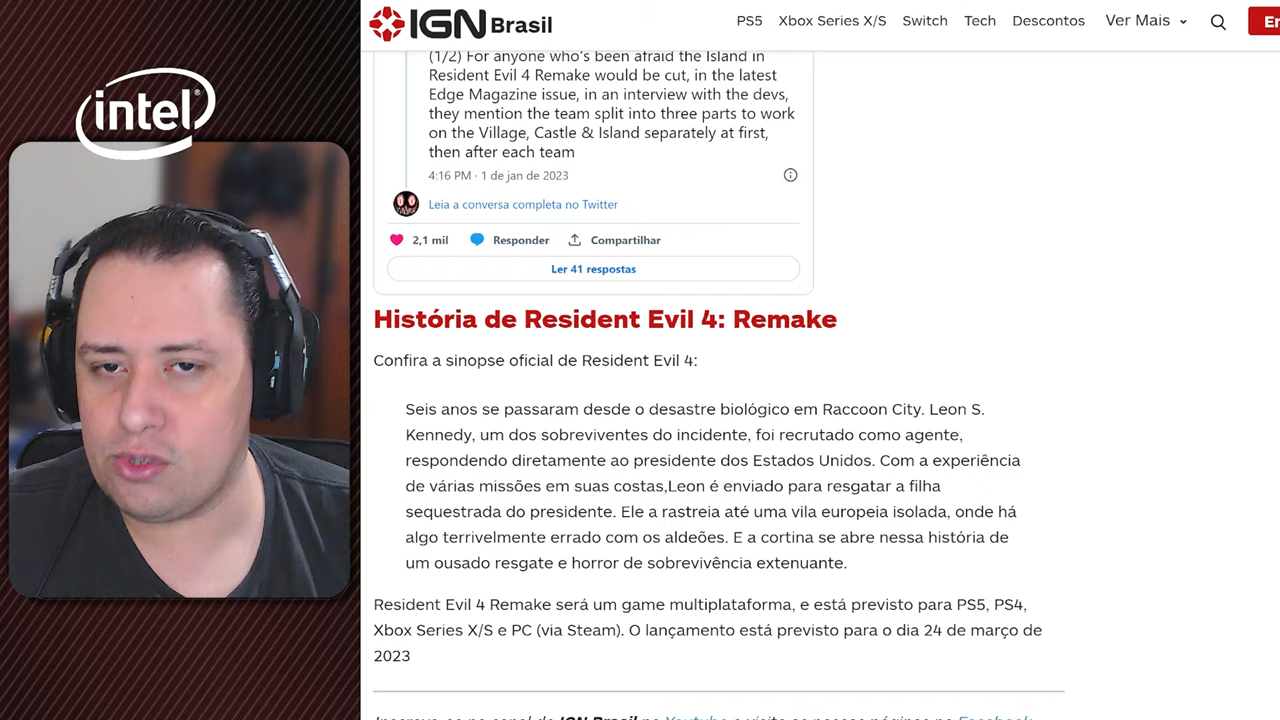 intel
IGN Brasil
PS5 Xbox Series X/S Switch Tech Descontos Ver Mais
(1/2) For anyone who's been afraid the Island in
Resident Evil 4 Remake would be cut, in the latest
Edge Magazine issue, in an interview with the devs,
they mention the team split into three parts to work
on the Village, Castle & Island separately at first,
then after each team
4:16 PM · 1 de jan de 2023
Leia a conversa completa no Twitter
2,1 mil Responder Compartilhar
Ler 41 respostas
História de Resident Evil 4: Remake
Confira a sinopse oficial de Resident Evil 4:
Seis anos se passaram desde o desastre biológico em Raccoon City. Leon S.
Kennedy, um dos sobreviventes do incidente, foi recrutado como agente,
respondendo diretamente ao presidente dos Estados Unidos. Com a experiência
de várias missões em suas costas,Leon é enviado para resgatar a filha
sequestrada do presidente. Ele a rastreia até uma vila europeia isolada, onde há
algo terrivelmente errado com os aldeões. E a cortina se abre nessa história de
um ousado resgate e horror de sobrevivência extenuante.
Resident Evil 4 Remake será um game multiplataforma, e está previsto para PS5, PS4,
Xbox Series X/S e PC (via Steam). O lançamento está previsto para o dia 24 de março de
2023